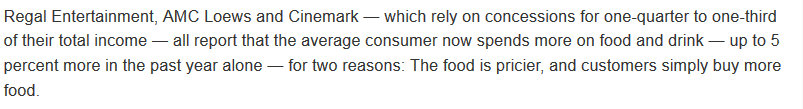 Regal Entertainment, AMC Loews and Cinemark — which rely on concessions for one-quarter to one-third
of their total income — all report that the average consumer now spends more on food and drink — up to 5
percent more in the past year alone — for two reasons: The food is pricier, and customers simply buy more
food.